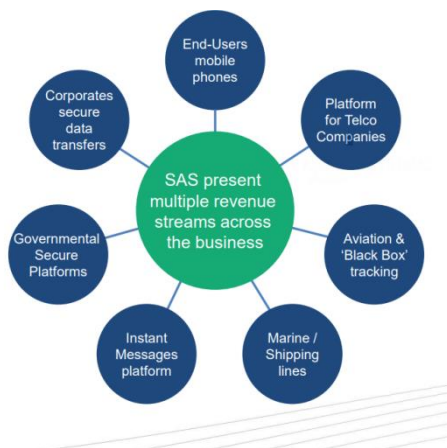 End-Users
mobile
phones
Corporates
secure
data
transfers
Platform
for Telco
Companies
SAS present
multiple revenue
streams across
the business
Governmental
Secure
Platforms
Aviation &
'Black Box'
tracking
Instant
Messages
platform
Marine /
Shipping
lines